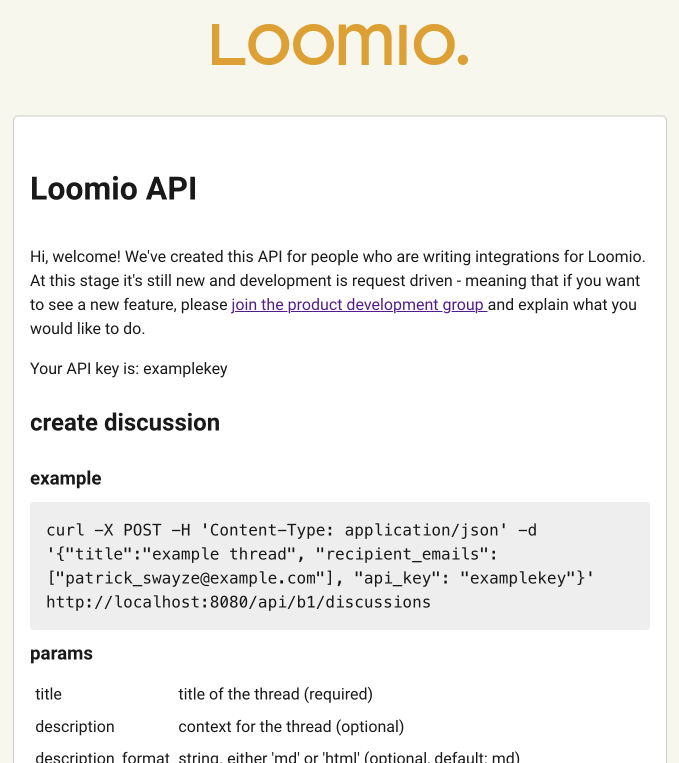 LOOMIO.
Loomio API
Hi, welcome! We've created this API for people who are writing integrations for Loomio.
At this stage it's still new and development is request driven - meaning that if you want
to see a new feature, please join the product development group and explain what you
would like to do.
Your API key is: examplekey
create discussion
example
curl -X POST -H 'Content-Type: application/json' -d
'{"title":"example thread", "recipient_emails":
["patrick_swayze@example.com"], "api_key": "examplekey"}'
http://localhost:8080/api/b1/discussions
params
title title of the thread (required)
description context for the thread (optional)
description_format string, either 'md' or 'html' (optional, default: md)